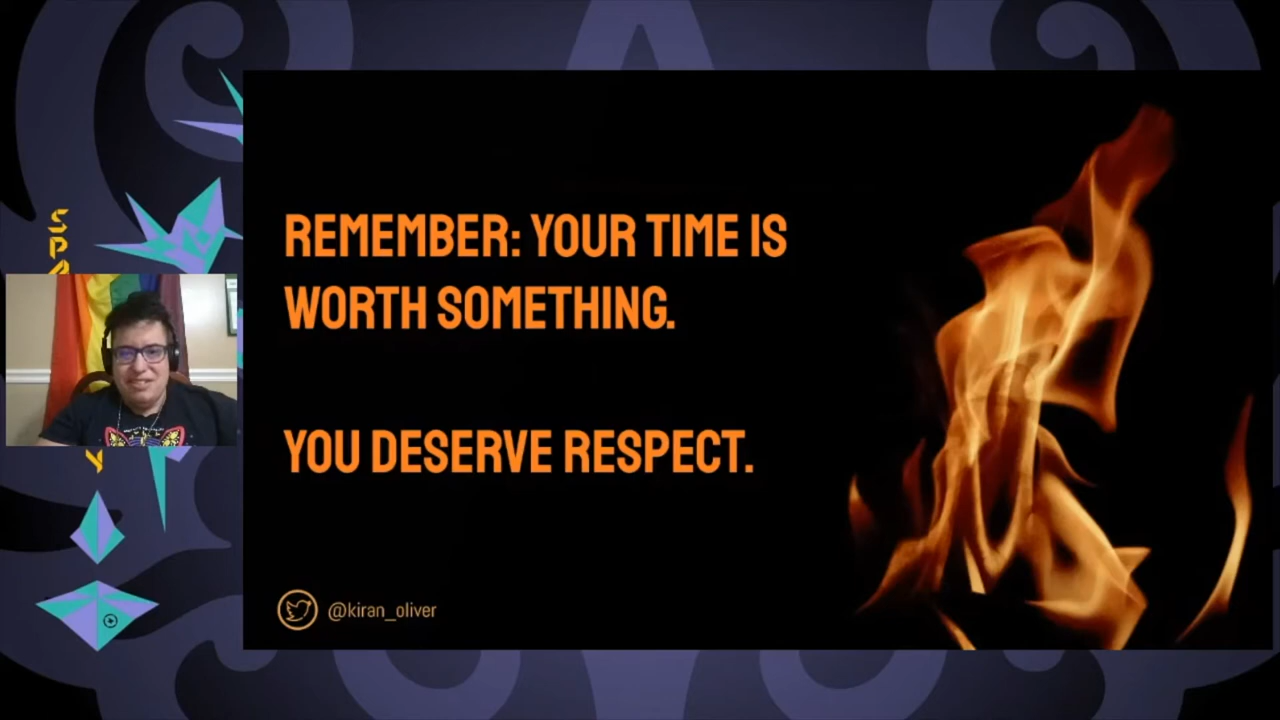 REMEMBER: YOUR TIME IS
WORTH SOMETHING.
YOU DESERVE RESPECT.
@kiran_oliver